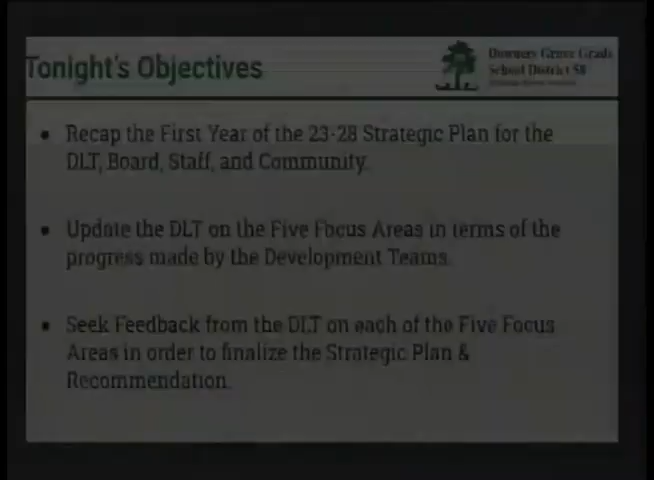 Tonight's Objectives
Downers Grove Grade
School District 58
• Recap the First Year of the 23-28 Strategic Plan for the
DLT, Board, Staff, and Community.
• Update the DLT on the Five Focus Areas in terms of the
progress made by the Development Teams.
• Seek Feedback from the DLT on each of the Five Focus
Areas in order to finalize the Strategic Plan &
Recommendation.